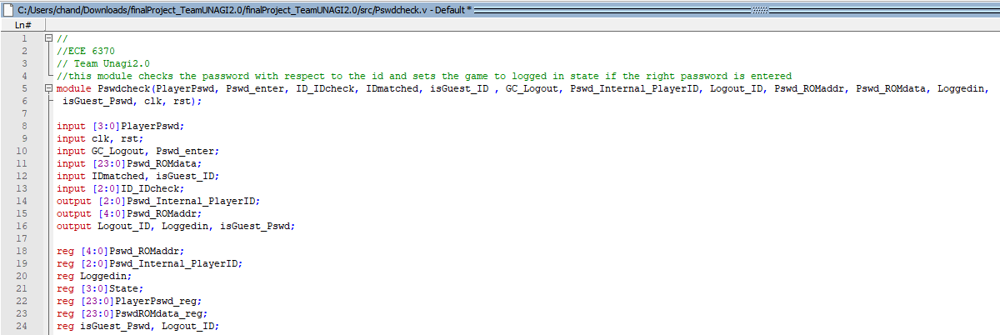 C:/Users/chand/Downloads/finalProject_TeamUNAGI2.0/finalProject_TeamUNAGI2.0/src/Pswdcheck.v - Default *
Ln#
1 //
2 //ECE 6370
3 // Team Unagi2.0
4 //this module checks the password with respect to the id and sets the game to logged in state if the right password is entered
5 module Pswdcheck(PlayerPswd, Pswd_enter, ID_IDcheck, IDmatched, isGuest_ID , GC_Logout, Pswd_Internal_PlayerID, Logout_ID, Pswd_ROMaddr, Pswd_ROMdata, Loggedin,
6 isGuest_Pswd, clk, rst);
7
8 input [3:0]PlayerPswd;
9 input clk, rst;
10 input GC_Logout, Pswd_enter;
11 input [23:0]Pswd_ROMdata;
12 input IDmatched, isGuest_ID;
13 input [2:0]ID_IDcheck;
14 output [2:0]Pswd_Internal_PlayerID;
15 output [4:0]Pswd_ROMaddr;
16 output Logout_ID, Loggedin, isGuest_Pswd;
17
18 reg [4:0]Pswd_ROMaddr;
19 reg [2:0]Pswd_Internal_PlayerID;
20 reg Loggedin;
21 reg [3:0]State;
22 reg [23:0]PlayerPswd_reg;
23 reg [23:0]PswdROMdata_reg;
24 reg isGuest_Pswd, Logout_ID;